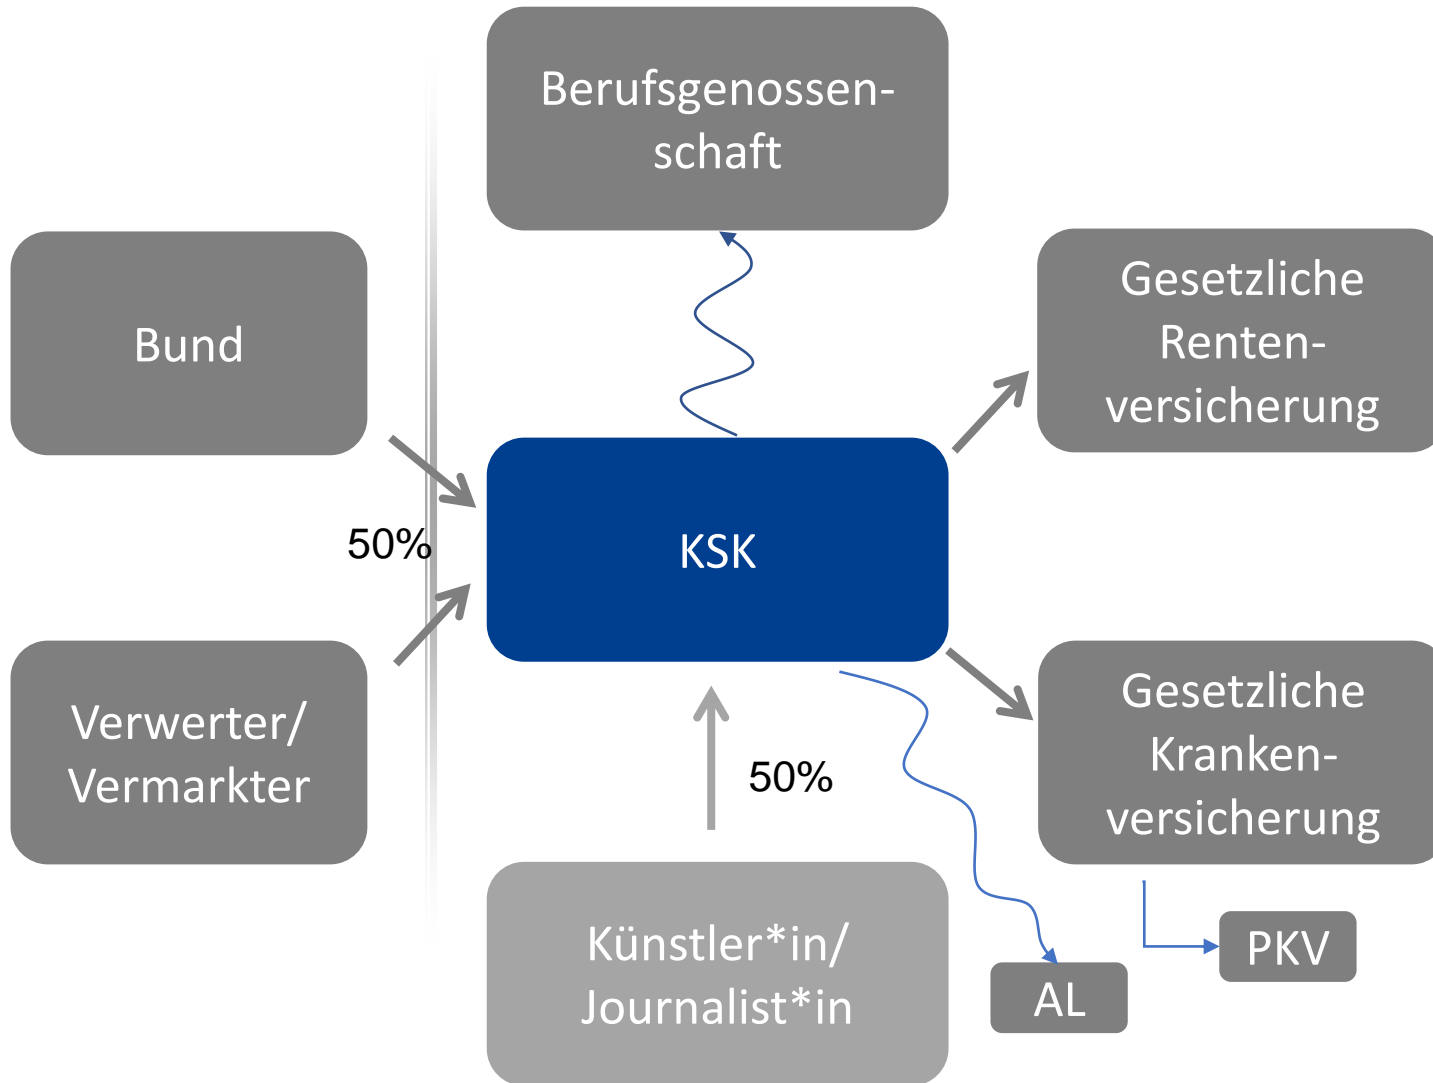 Berufsgenossen-
schaft
Bund
Gesetzliche
Renten-
versicherung
50%
KSK
Verwerter/
Vermarkter
50%
Gesetzliche
Kranken-
versicherung
Künstler*in/
Journalist*in
PKV
AL